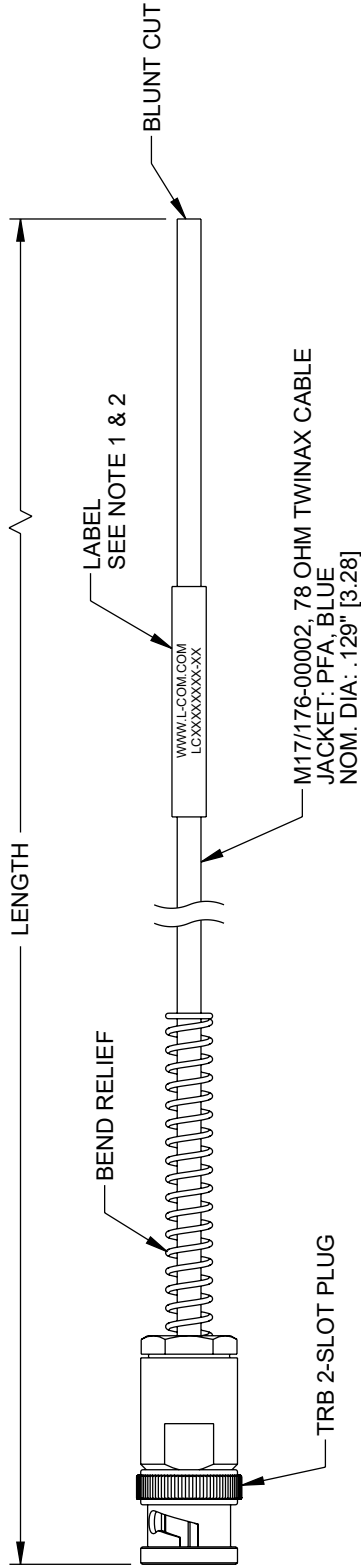 LENGTH
BLUNT CUT
LABEL
SEE NOTE 1 & 2
WWW.L-COM.COM
LCXXXXXXXX-XX
BEND RELIEF
M17/176-00002, 78 OHM TWINAX CABLE
JACKET: PFA, BLUE
NOM. DIA: .129" [3.28]
TRB 2-SLOT PLUG